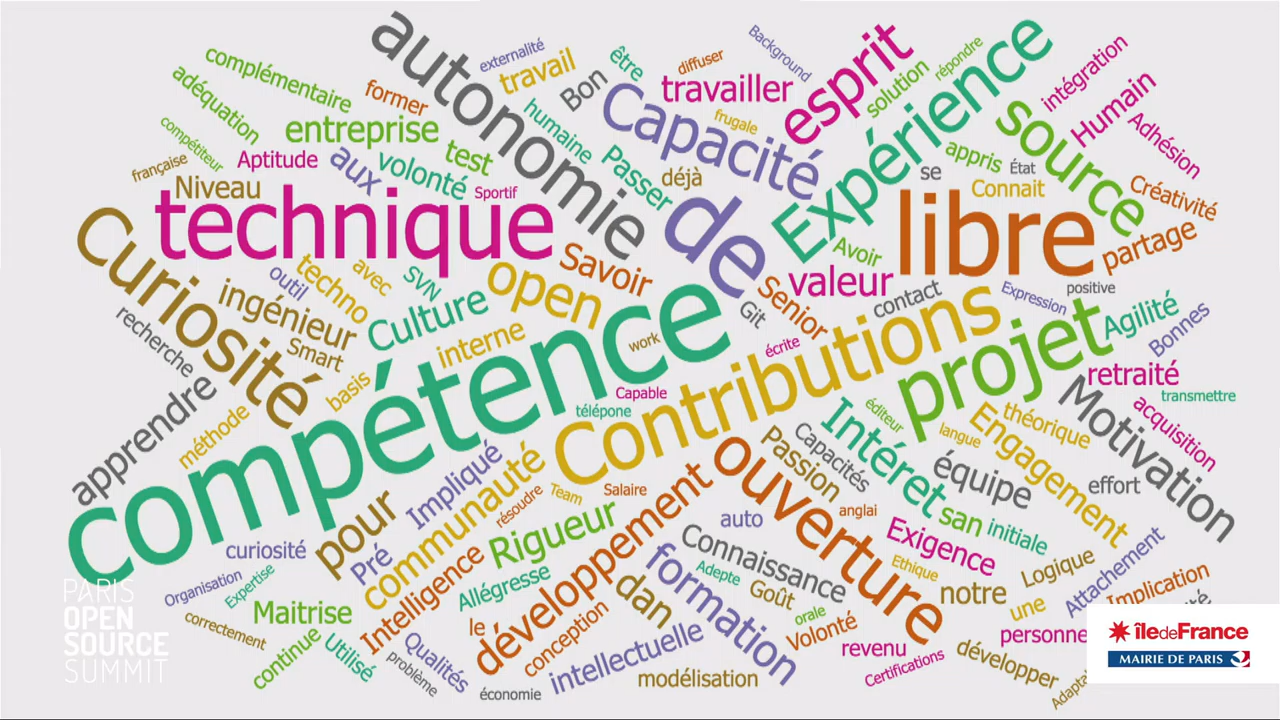 autonomie
externalité
travail
Bon
être
diffuser
Background
esprit
solution
répondre
Expérience
intégration
complémentaire
adéquation
former
travailler
Capacité
frugale
Humain
Adhésion
compétiteur
entreprise
humaine
source
française
Aptitude
aux
volonté
test
Passer
déjà
appris
État
se
Niveau
Sportif
Connait
Créativité
technique
de
libre
partage
Curiosité
outil
techno
avec
SVN
Savoir
Avoir
valeur
ingénieur
Culture
open
Senior
Git
contact
Expression
positive
recherche
Smart
interne
work
écrite
Contributions
projet
Agilité
Bonnes
compétence
basis
Capable
téléphone
retraité
transmettre
apprendre
méthode
éditeur
langue
théorique
Motivation
acquisition
Impliqué
communauté
résoudre
Team
Salaire
Passion
Capacités
Intéret
équipe
Engagement
effort
pour
Pré
Rigueur
développement
auto
anglai
ouverture
Exigence
san
initiale
curiosité
Intelligence
Connaissance
Ethique
Logique
Attachement
Organisation
Expertise
Allégresse
formation
Adepte
Goût
notre
une
Implication
PARIS
OPEN
SOURCE
SUMMIT
correctement
Maitrise
continue
Utilisé
le
dan
conception
orale
Volonté
personne
problème
Qualités
économie
intellectuelle
modélisation
revenu
Certifications
développer
îledeFrance
MAIRIE DE PARIS